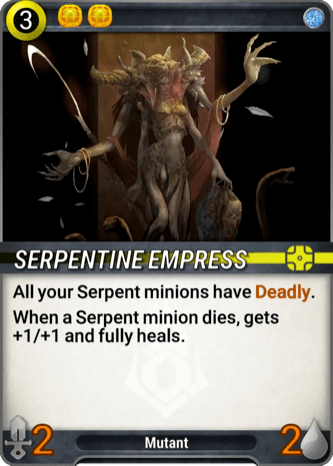 3
SERPENTINE EMPRESS
All your Serpent minions have Deadly.
When a Serpent minion dies, gets
+1/+1 and fully heals.
2
Mutant
2